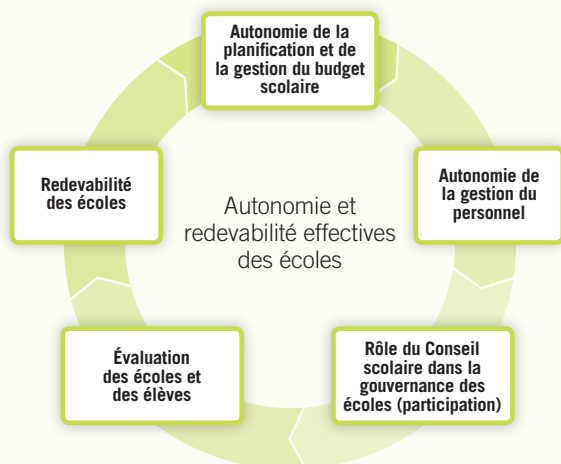 Autonomie de la
planification et de
la gestion du budget
scolaire
Autonomie de
la gestion du
personnel
Rôle du Conseil
scolaire dans la
gouvernance des
écoles (participation)
Évaluation
des écoles et
des élèves
Redevabilité
des écoles
Autonomie et
redevabilité effectives
des écoles